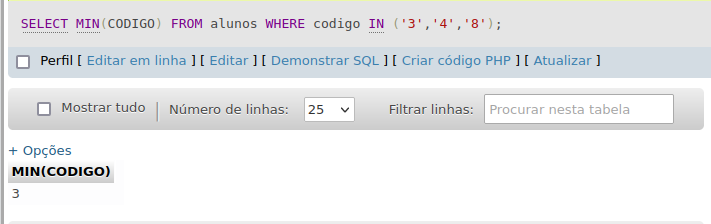 SELECT MIN(CODIGO) FROM alunos WHERE codigo IN ('3','4','8');
Perfil [ Editar em linha ] [ Editar ] [ Demonstrar SQL ] [ Criar código PHP ] [ Atualizar ]
Mostrar tudo Número de linhas: 25 Filtrar linhas: Procurar nesta tabela
+ Opções
MIN(CODIGO)
3